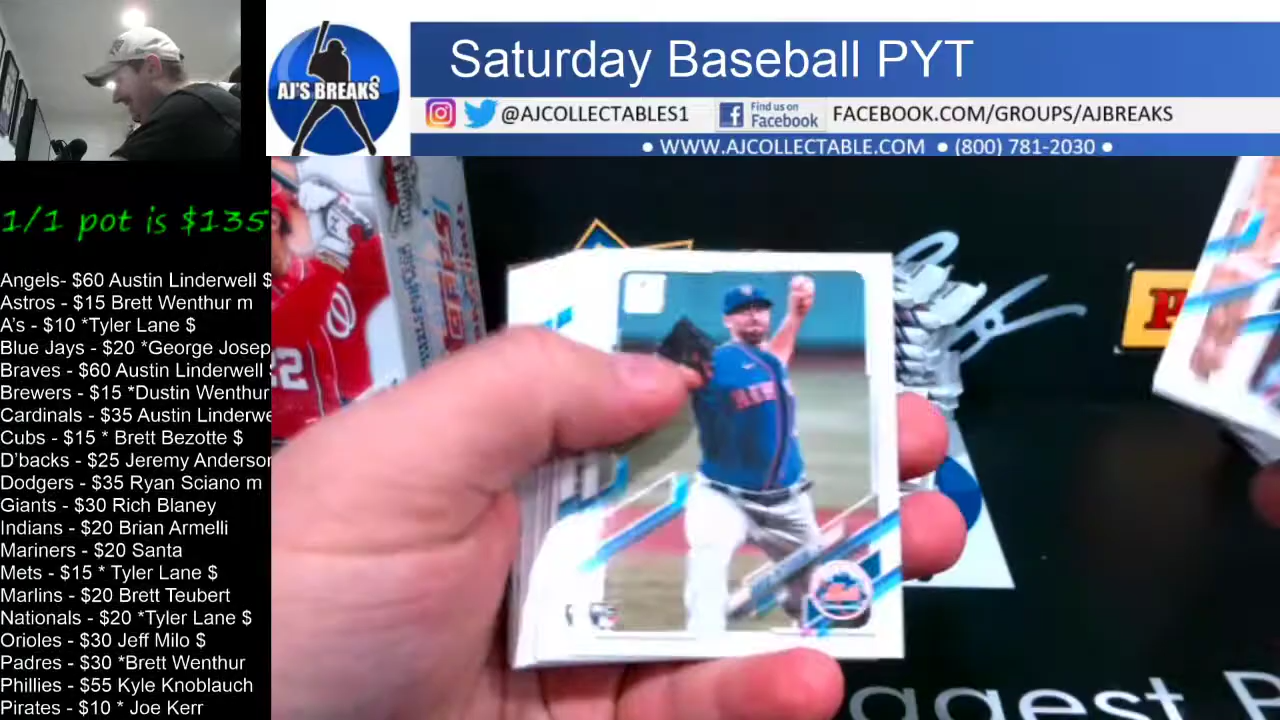 Saturday Baseball PYT
AJ'S BREAKS
@AJCOLLECTABLES1
Find us on
Facebook
FACEBOOK.COM/GROUPS/AJBREAKS
• WWW.AJCOLLECTABLE.COM • (800) 781-2030 •
1/1 pot is $135
Angels- $60 Austin Linderwell $
Astros - $15 Brett Wenthur m
A's - $10 *Tyler Lane $
Blue Jays - $20 *George Josep
Braves - $60 Austin Linderwell
Brewers - $15 *Dustin Wenthur
Cardinals - $35 Austin Linderwe
Cubs - $15 * Brett Bezotte $
D'backs - $25 Jeremy Anderson
Dodgers - $35 Ryan Sciano m
Giants - $30 Rich Blaney
Indians - $20 Brian Armelli
Mariners - $20 Santa
Mets - $15 * Tyler Lane $
Marlins - $20 Brett Teubert
Nationals - $20 *Tyler Lane $
Orioles - $30 Jeff Milo $
Padres - $30 *Brett Wenthur
Phillies - $55 Kyle Knoblauch
Pirates - $10 * Joe Kerr
Topps
22
ggest